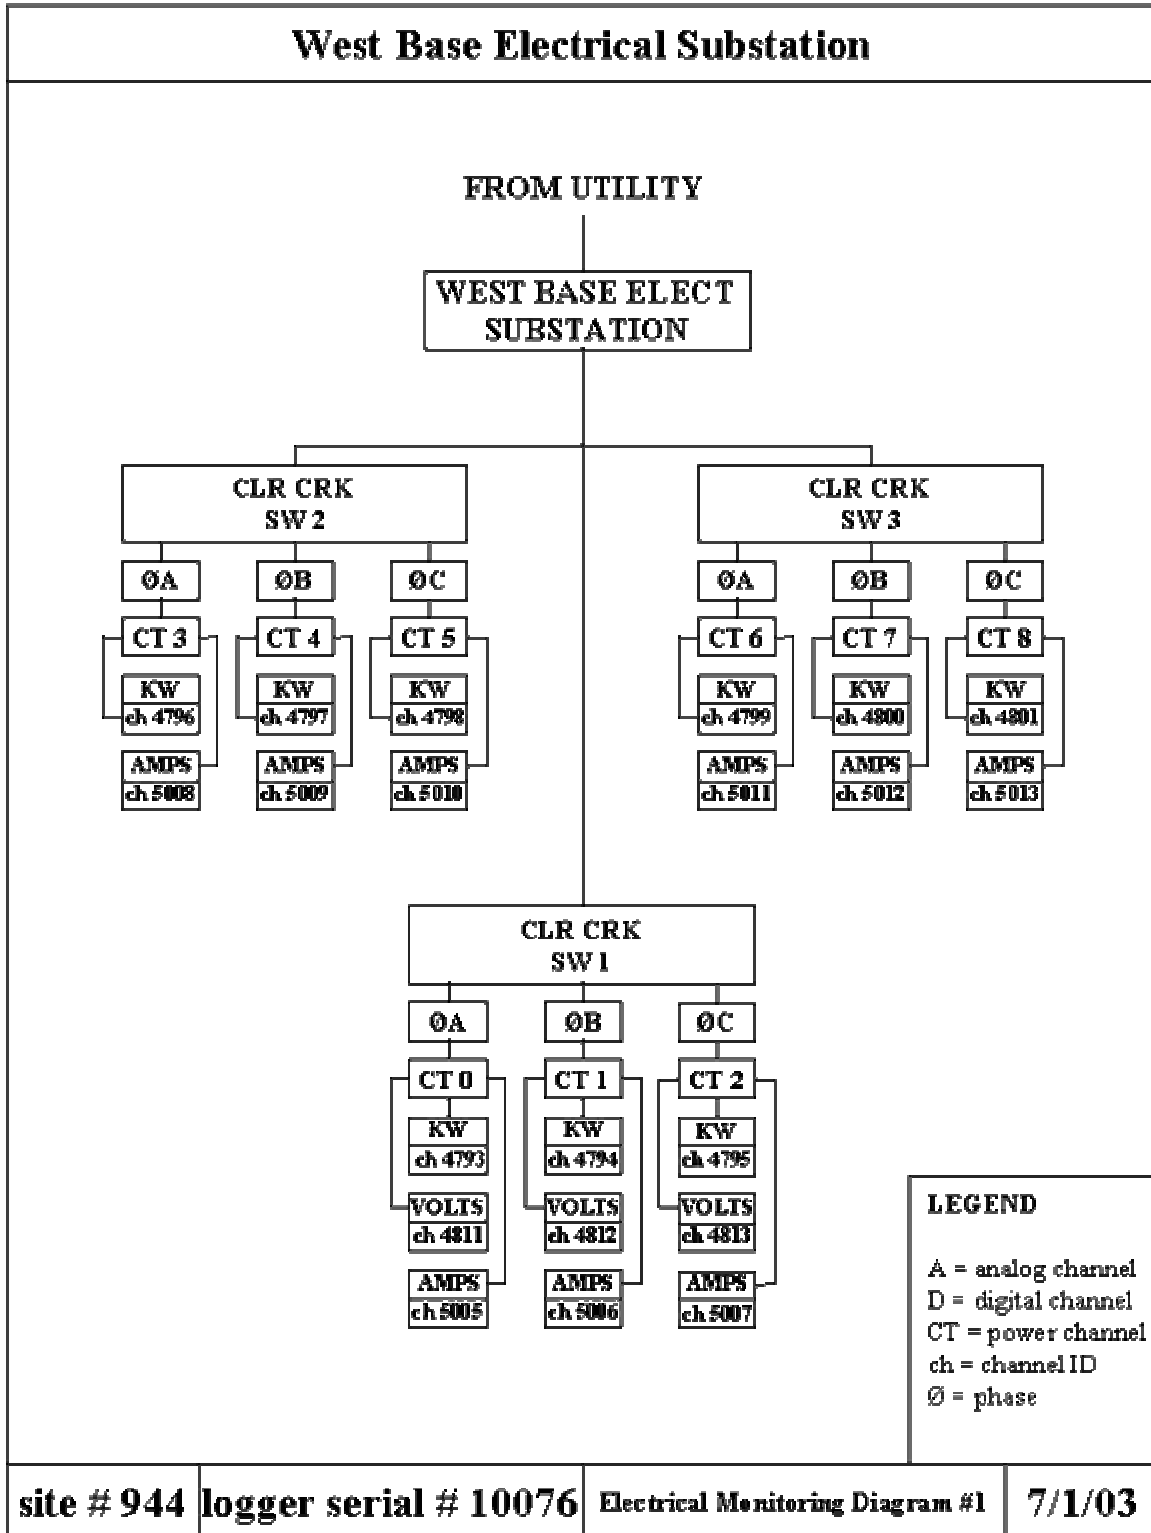 West Base Electrical Substation
FROM UTILITY
WEST BASE ELECT
SUBSTATION
CLR CRK
SW 2
ØA ØB ØC
CT 3 CT 4 CT 5
KW KW KW
ch 4796 ch 4797 ch 4798
AMPS AMPS AMPS
ch 5008 ch 5009 ch 5010
CLR CRK
SW 3
ØA ØB ØC
CT 6 CT 7 CT 8
KW KW KW
ch 4799 ch 4800 ch 4801
AMPS AMPS AMPS
ch 5011 ch 5012 ch 5013
CLR CRK
SW 1
ØA ØB ØC
CT 0 CT 1 CT 2
KW KW KW
ch 4793 ch 4794 ch 4795
VOLTS VOLTS VOLTS
ch 4811 ch 4812 ch 4813
AMPS AMPS AMPS
ch 5005 ch 5006 ch 5007
LEGEND
A = analog channel
D = digital channel
CT = power channel
ch = channel ID
Ø = phase
site # 944 logger serial # 10076 Electrical Monitoring Diagram #1 7/1/03